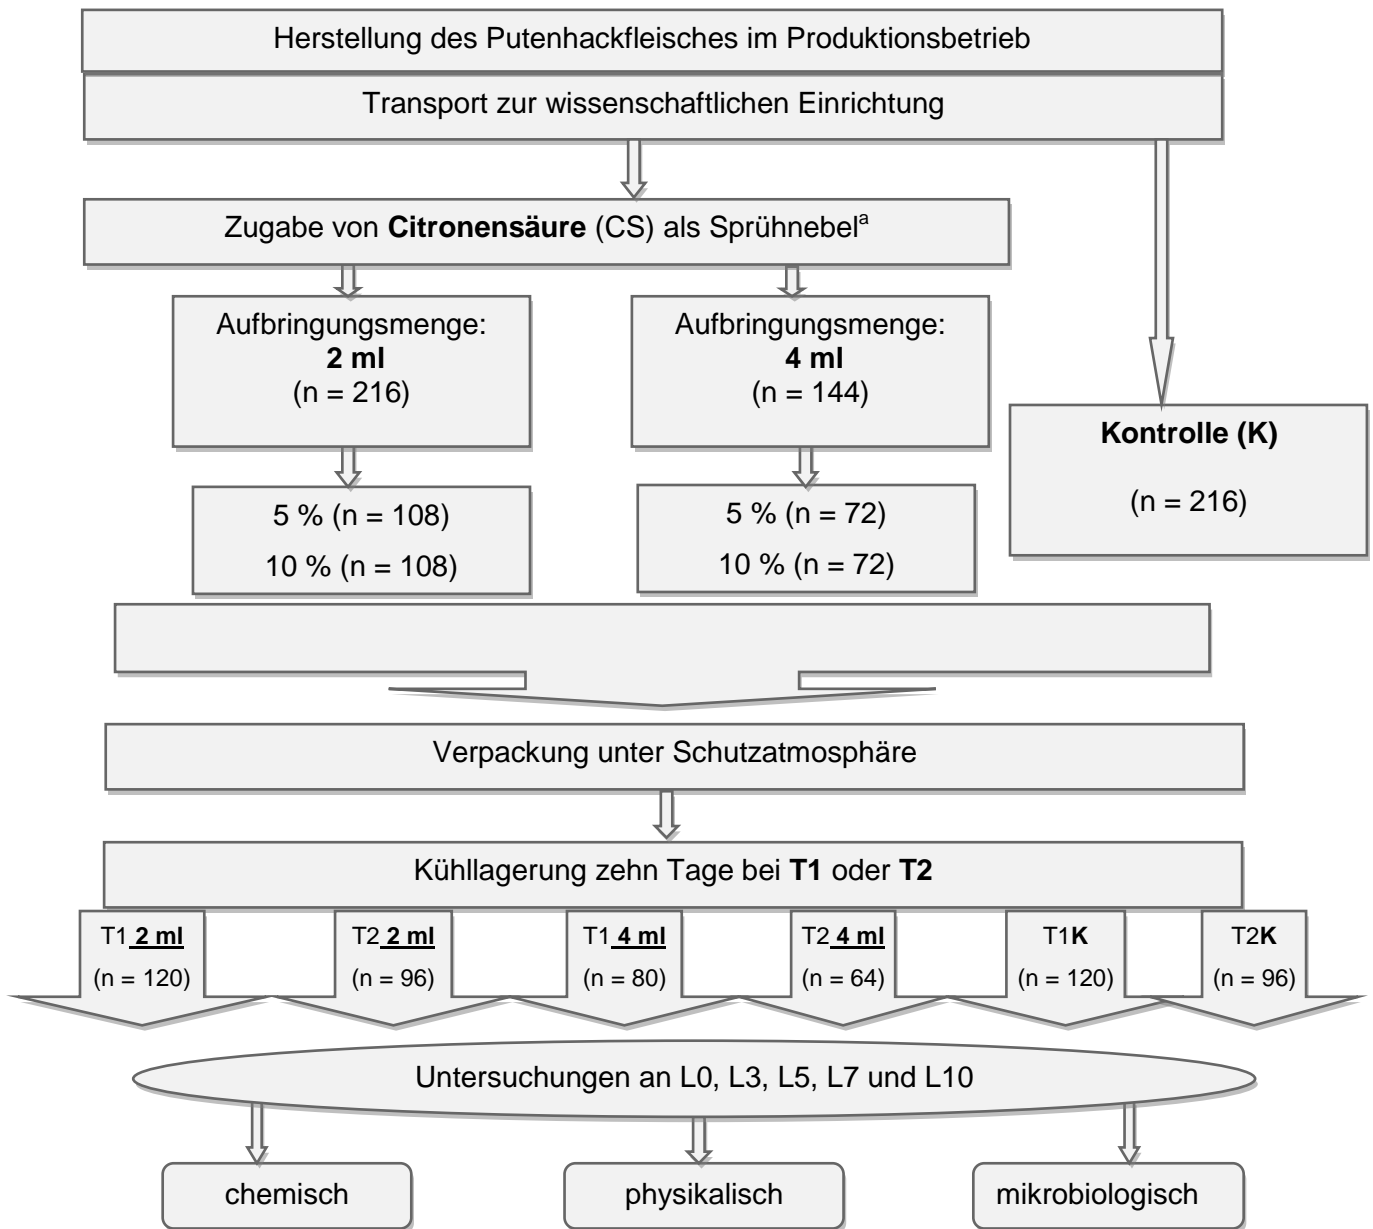 Herstellung des Putenhackfleisches im Produktionsbetrieb
Transport zur wissenschaftlichen Einrichtung
Zugabe von Citronensäure (CS) als Sprühnebelᵃ
Aufbringungsmenge:
2 ml
(n = 216)
Aufbringungsmenge:
4 ml
(n = 144)
Kontrolle (K)
(n = 216)
5 % (n = 108)
10 % (n = 108)
5 % (n = 72)
10 % (n = 72)
Verpackung unter Schutzatmosphäre
Kühllagerung zehn Tage bei T1 oder T2
T1 2 ml
(n = 120)
T2 2 ml
(n = 96)
T1 4 ml
(n = 80)
T2 4 ml
(n = 64)
T1K
(n = 120)
T2K
(n = 96)
Untersuchungen an L0, L3, L5, L7 und L10
chemisch
physikalisch
mikrobiologisch